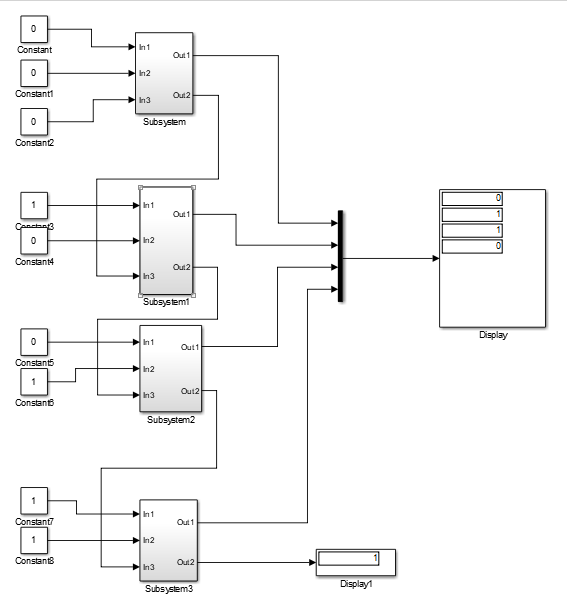 0
Constant
0
Constant1
0
Constant2
In1
In2
In3
Out1
Out2
Subsystem
1
Constant3
0
Constant4
In1
In2
In3
Out1
Out2
Subsystem1
0
Constant5
1
Constant6
In1
In2
In3
Out1
Out2
Subsystem2
1
Constant7
1
Constant8
In1
In2
In3
Out1
Out2
Subsystem3
0
1
1
0
Display
1
Display1